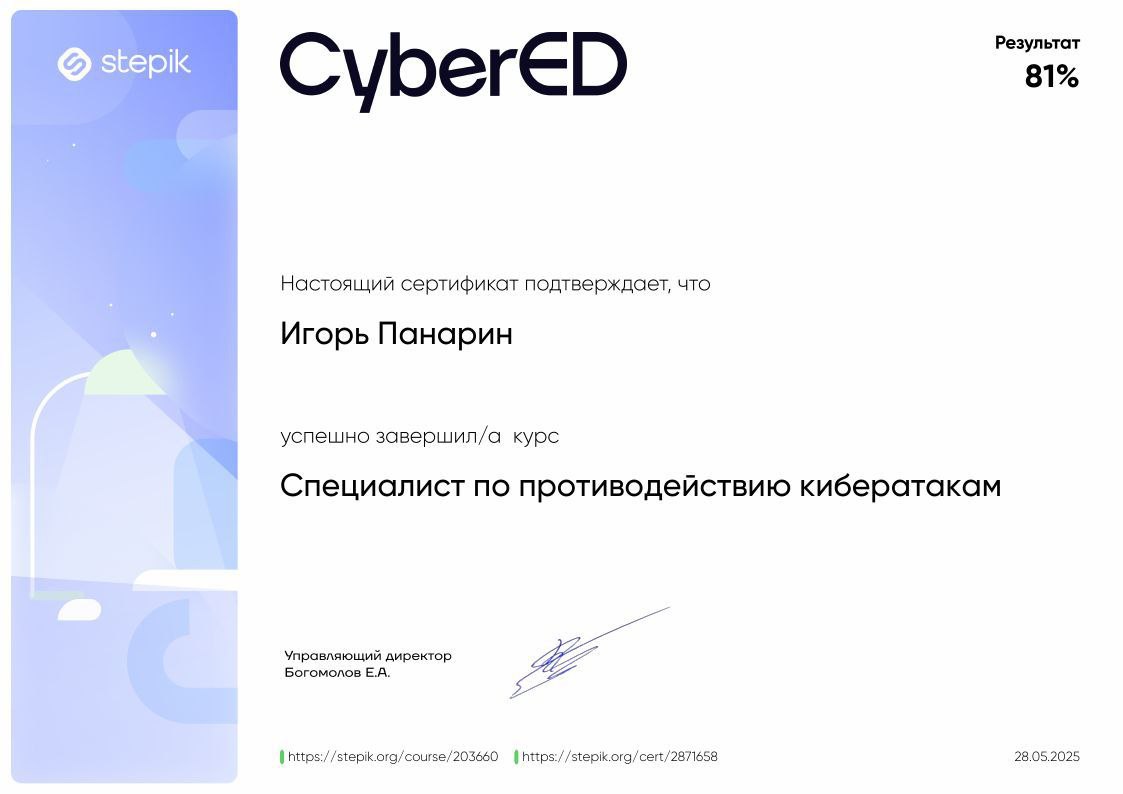 stepik
CyberED
Результат
81%
Настоящий сертификат подтверждает, что
Игорь Панарин
успешно завершил/а курс
Специалист по противодействию кибератакам
Управляющий директор
Богомолов Е.А.
https://stepik.org/course/203660
https://stepik.org/cert/2871658
28.05.2025